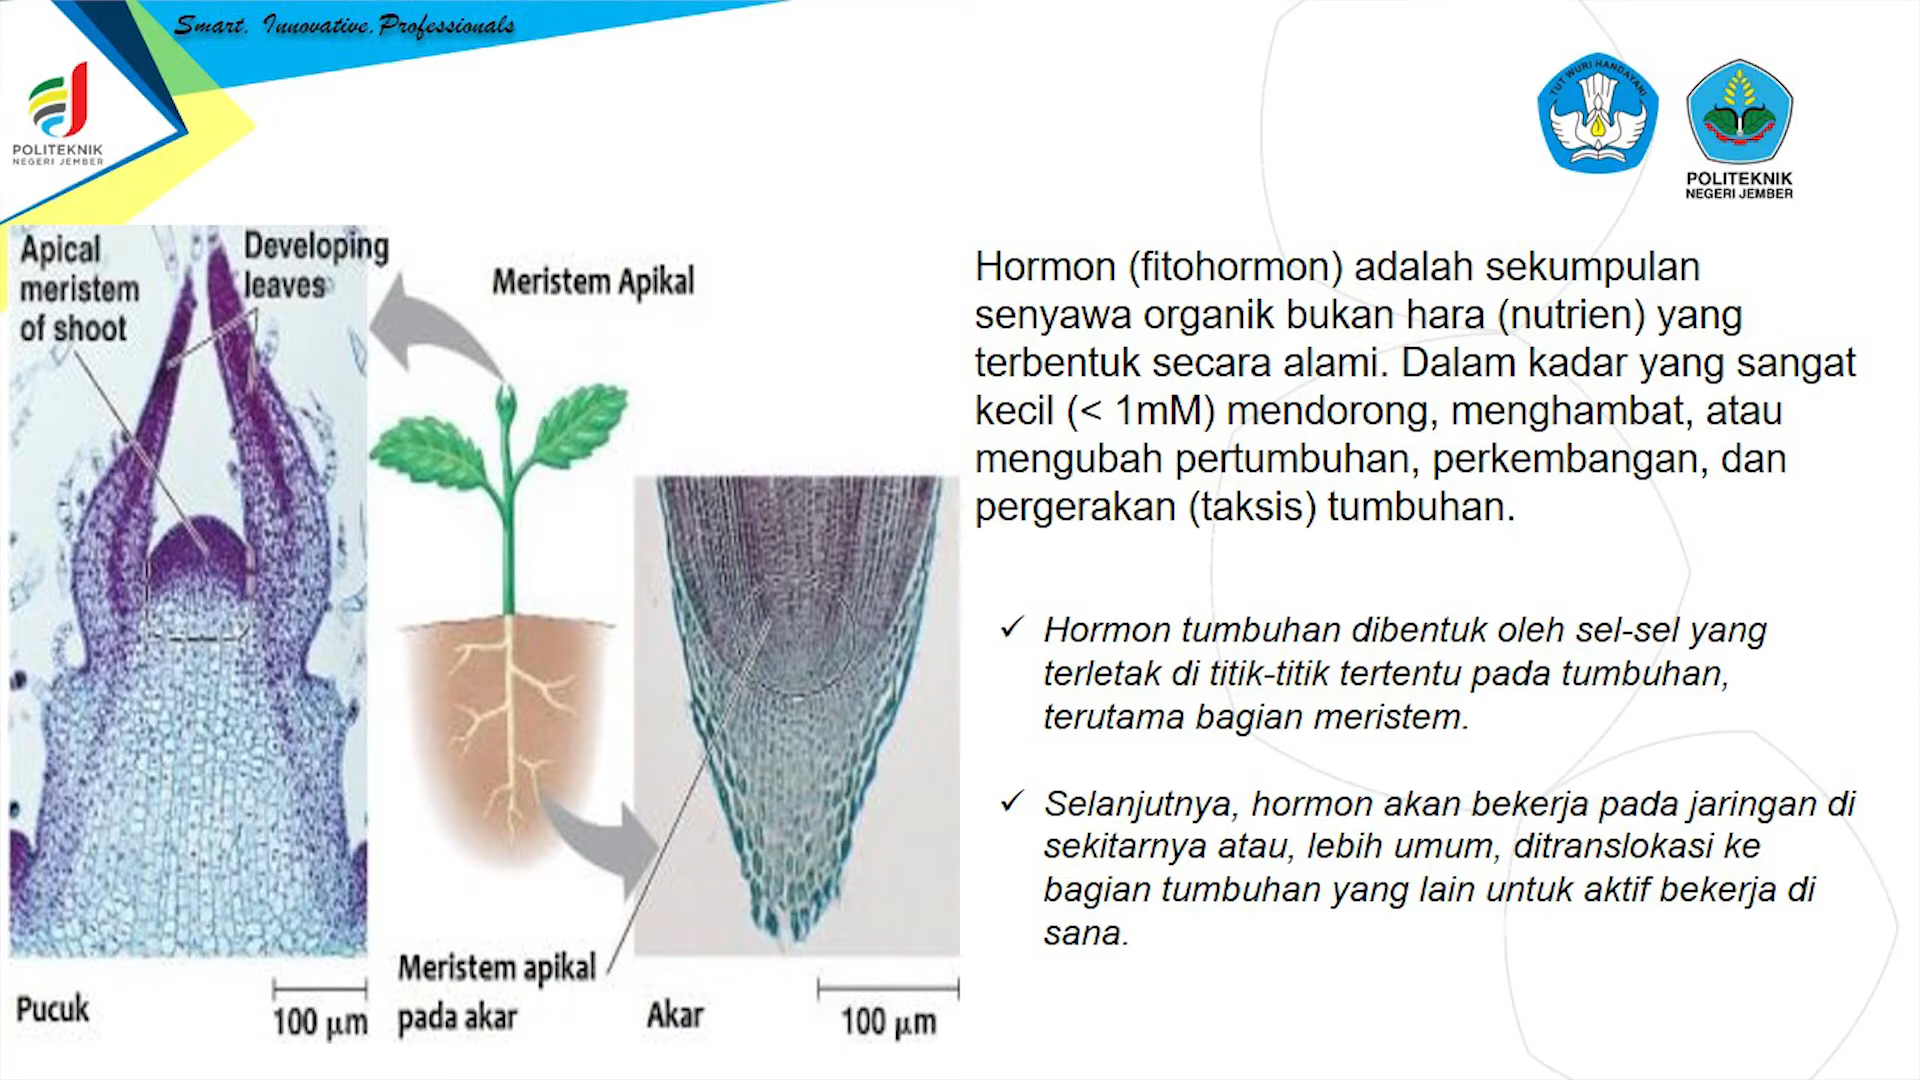 Smart. Innovative. Professionals
POLITEKNIK
NEGERI JEMBER
TUT WURI HANDAYANI
POLITEKNIK
NEGERI JEMBER
Apical
meristem
of shoot
Developing
leaves
Meristem Apikal
Meristem apikal
pada akar
Pucuk
100 µm
Akar
100 µm
Hormon (fitohormon) adalah sekumpulan
senyawa organik bukan hara (nutrien) yang
terbentuk secara alami. Dalam kadar yang sangat
kecil (< 1mM) mendorong, menghambat, atau
mengubah pertumbuhan, perkembangan, dan
pergerakan (taksis) tumbuhan.
✓ Hormon tumbuhan dibentuk oleh sel-sel yang
terletak di titik-titik tertentu pada tumbuhan,
terutama bagian meristem.
✓ Selanjutnya, hormon akan bekerja pada jaringan di
sekitarnya atau, lebih umum, ditranslokasi ke
bagian tumbuhan yang lain untuk aktif bekerja di
sana.